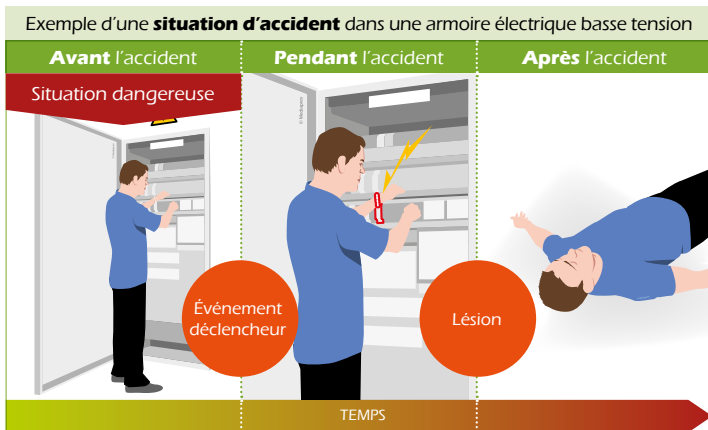 Exemple d'une situation d'accident dans une armoire électrique basse tension
Avant l'accident
Pendant l'accident
Après l'accident
Situation dangereuse
© Mediapros
Événement
déclencheur
Lésion
TEMPS